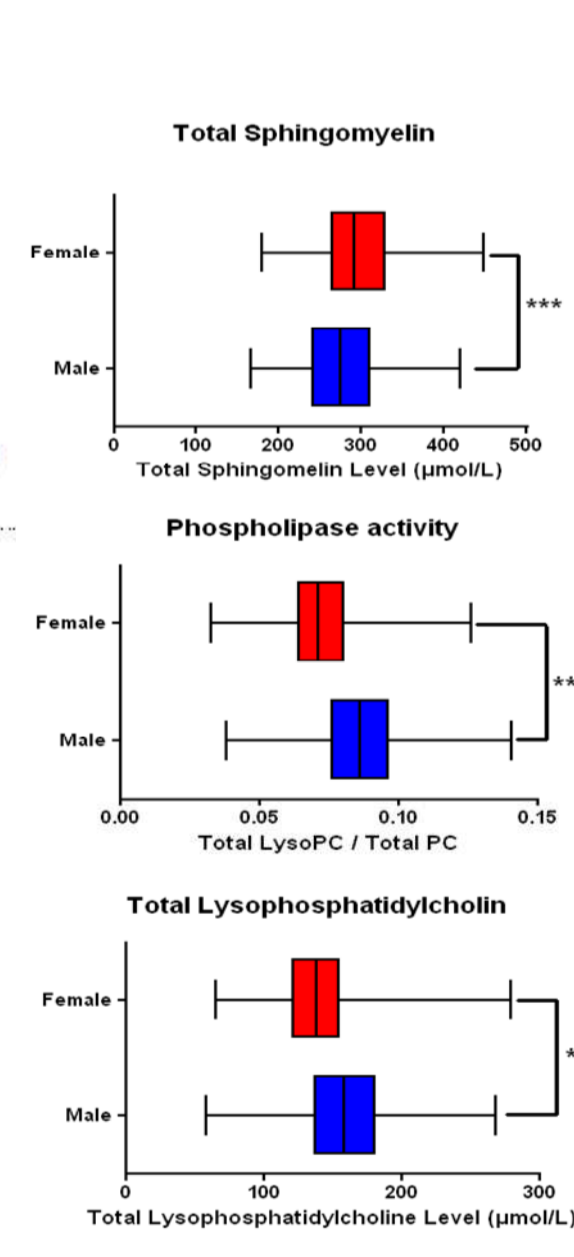 Total Sphingomyelin
Female
***
Male
0 100 200 300 400 500
Total Sphingomelin Level (µmol/L)
Phospholipase activity
Female
**
Male
0.00 0.05 0.10 0.15
Total LysoPC / Total PC
Total Lysophosphatidylcholin
Female
*
Male
0 100 200 300
Total Lysophosphatidylcholine Level (µmol/L)